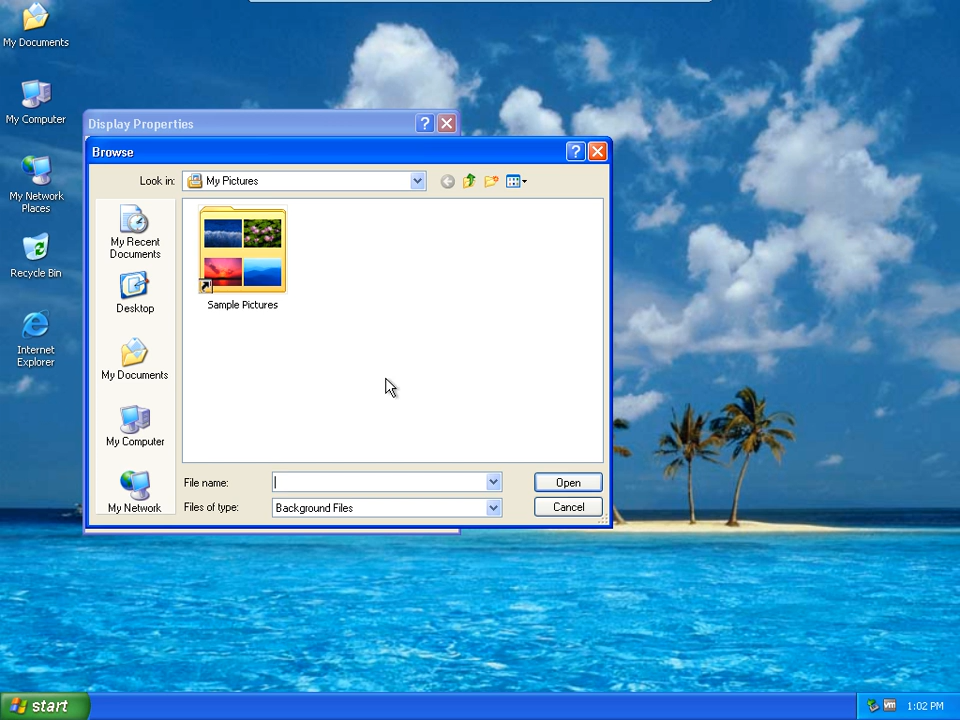 My Documents
My Computer
My Network
Places
Recycle Bin
Internet
Explorer
Display Properties
?
Browse
?
Look in:
My Pictures
My Recent
Documents
Desktop
My Documents
My Computer
My Network
Sample Pictures
File name:
Open
Files of type:
Background Files
Cancel
start
vm
1:02 PM